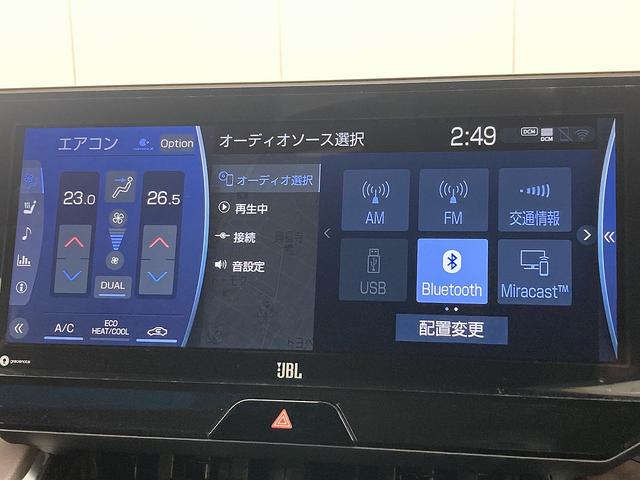 エアコン
Option
オーディオソース選択
2:49
DCM
DCM
23.0
26.5
DUAL
A/C
ECO
HEAT/COOL
オーディオ選択
再生中
接続
音設定
AM
FM
交通情報
USB
Bluetooth
Miracast™
配置変更
gracenote
JBL